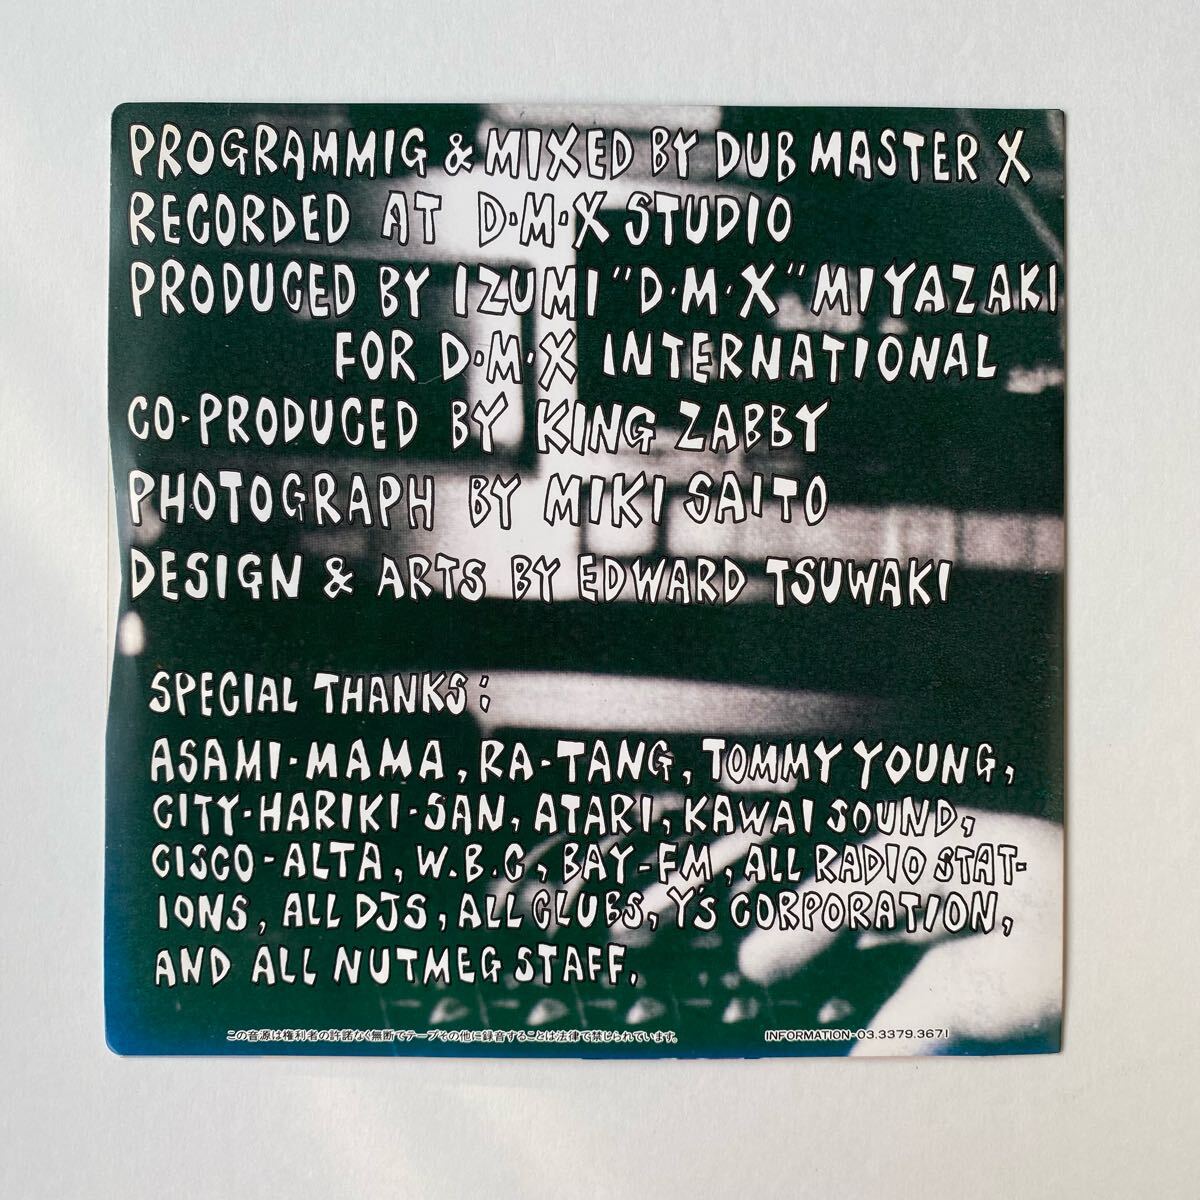 PROGRAMMIG & MIXED BY DUB MASTER X
RECORDED AT D·M·X STUDIO
PRODUCED BY IZUMI "D·M·X" MIYAZAKI
FOR D·M·X INTERNATIONAL
CO-PRODUCED BY KING ZABBY
PHOTOGRAPH BY MIKI SAITO
DESIGN & ARTS BY EDWARD TSUWAKI
SPECIAL THANKS:
ASAMI-MAMA, RA-TANG, TOMMY YOUNG,
CITY-HARIKI-SAN, ATARI, KAWAI SOUND,
CISCO-ALTA, W.B.C, BAY-FM, ALL RADIO STAT-
IONS, ALL DJS, ALL CLUBS, Y'S CORPORATION,
AND ALL NUTMEG STAFF.
この音源は権利者の許諾なく無断でテープその他に録音することは法律で禁じられています。 INFORMATION-03.3379.3671